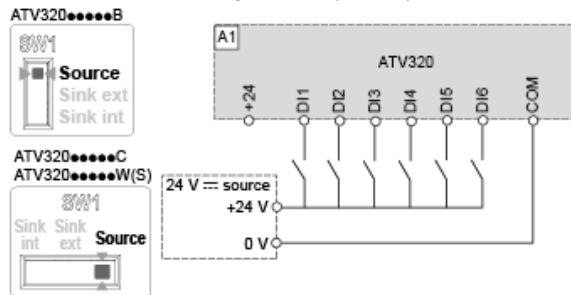 ATV320●●●●●B
SW1
Source
Sink ext
Sink int
ATV320●●●●●C
ATV320●●●●●W(S)
SW1
Sink int
Sink ext
Source
A1
ATV320
+24
DI1
DI2
DI3
DI4
DI5
DI6
COM
24 V ⎓ source
+24 V
0 V